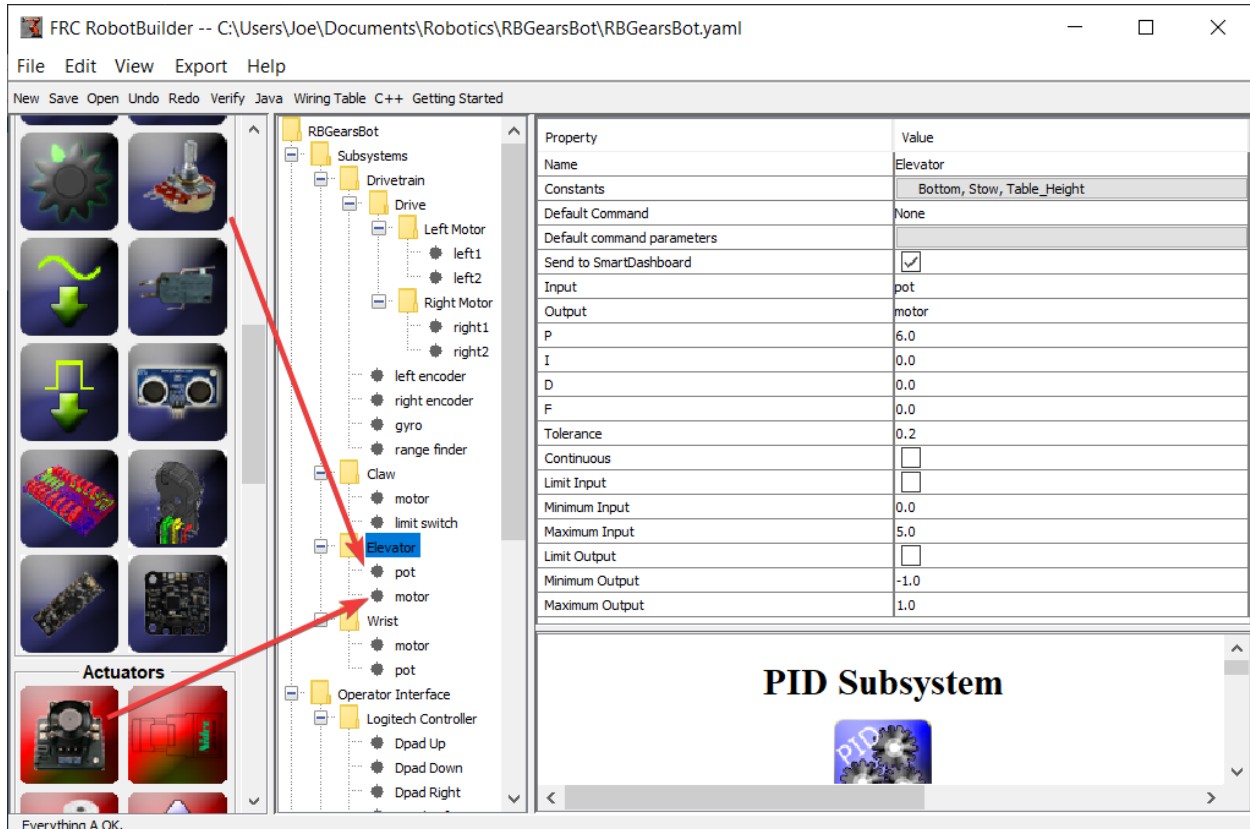 FRC RobotBuilder -- C:\Users\Joe\Documents\Robotics\RBGearsBot\RBGearsBot.yaml
File Edit View Export Help
New Save Open Undo Redo Verify Java Wiring Table C++ Getting Started
Actuators
RBGearsBot
Subsystems
Drivetrain
Drive
Left Motor
left1
left2
Right Motor
right1
right2
left encoder
right encoder
gyro
range finder
Claw
motor
limit switch
Elevator
pot
motor
Wrist
motor
pot
Operator Interface
Logitech Controller
Dpad Up
Dpad Down
Dpad Right
Property Value
Name Elevator
Constants Bottom, Stow, Table_Height
Default Command None
Default command parameters
Send to SmartDashboard
Input pot
Output motor
P 6.0
I 0.0
D 0.0
F 0.0
Tolerance 0.2
Continuous
Limit Input
Minimum Input 0.0
Maximum Input 5.0
Limit Output
Minimum Output -1.0
Maximum Output 1.0
PID Subsystem
PID
Everything A OK.